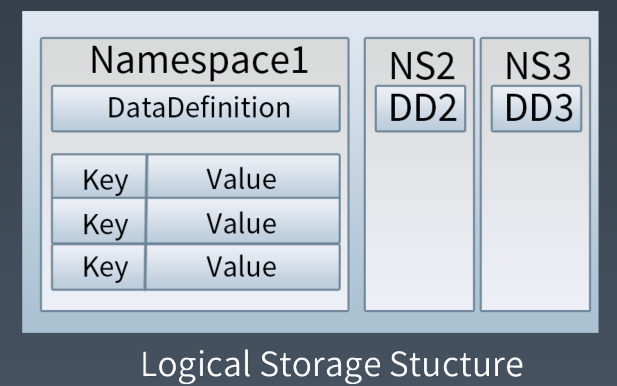 Namespace1
DataDefinition
Key Value
Key Value
Key Value
NS2
DD2
NS3
DD3
Logical Storage Stucture